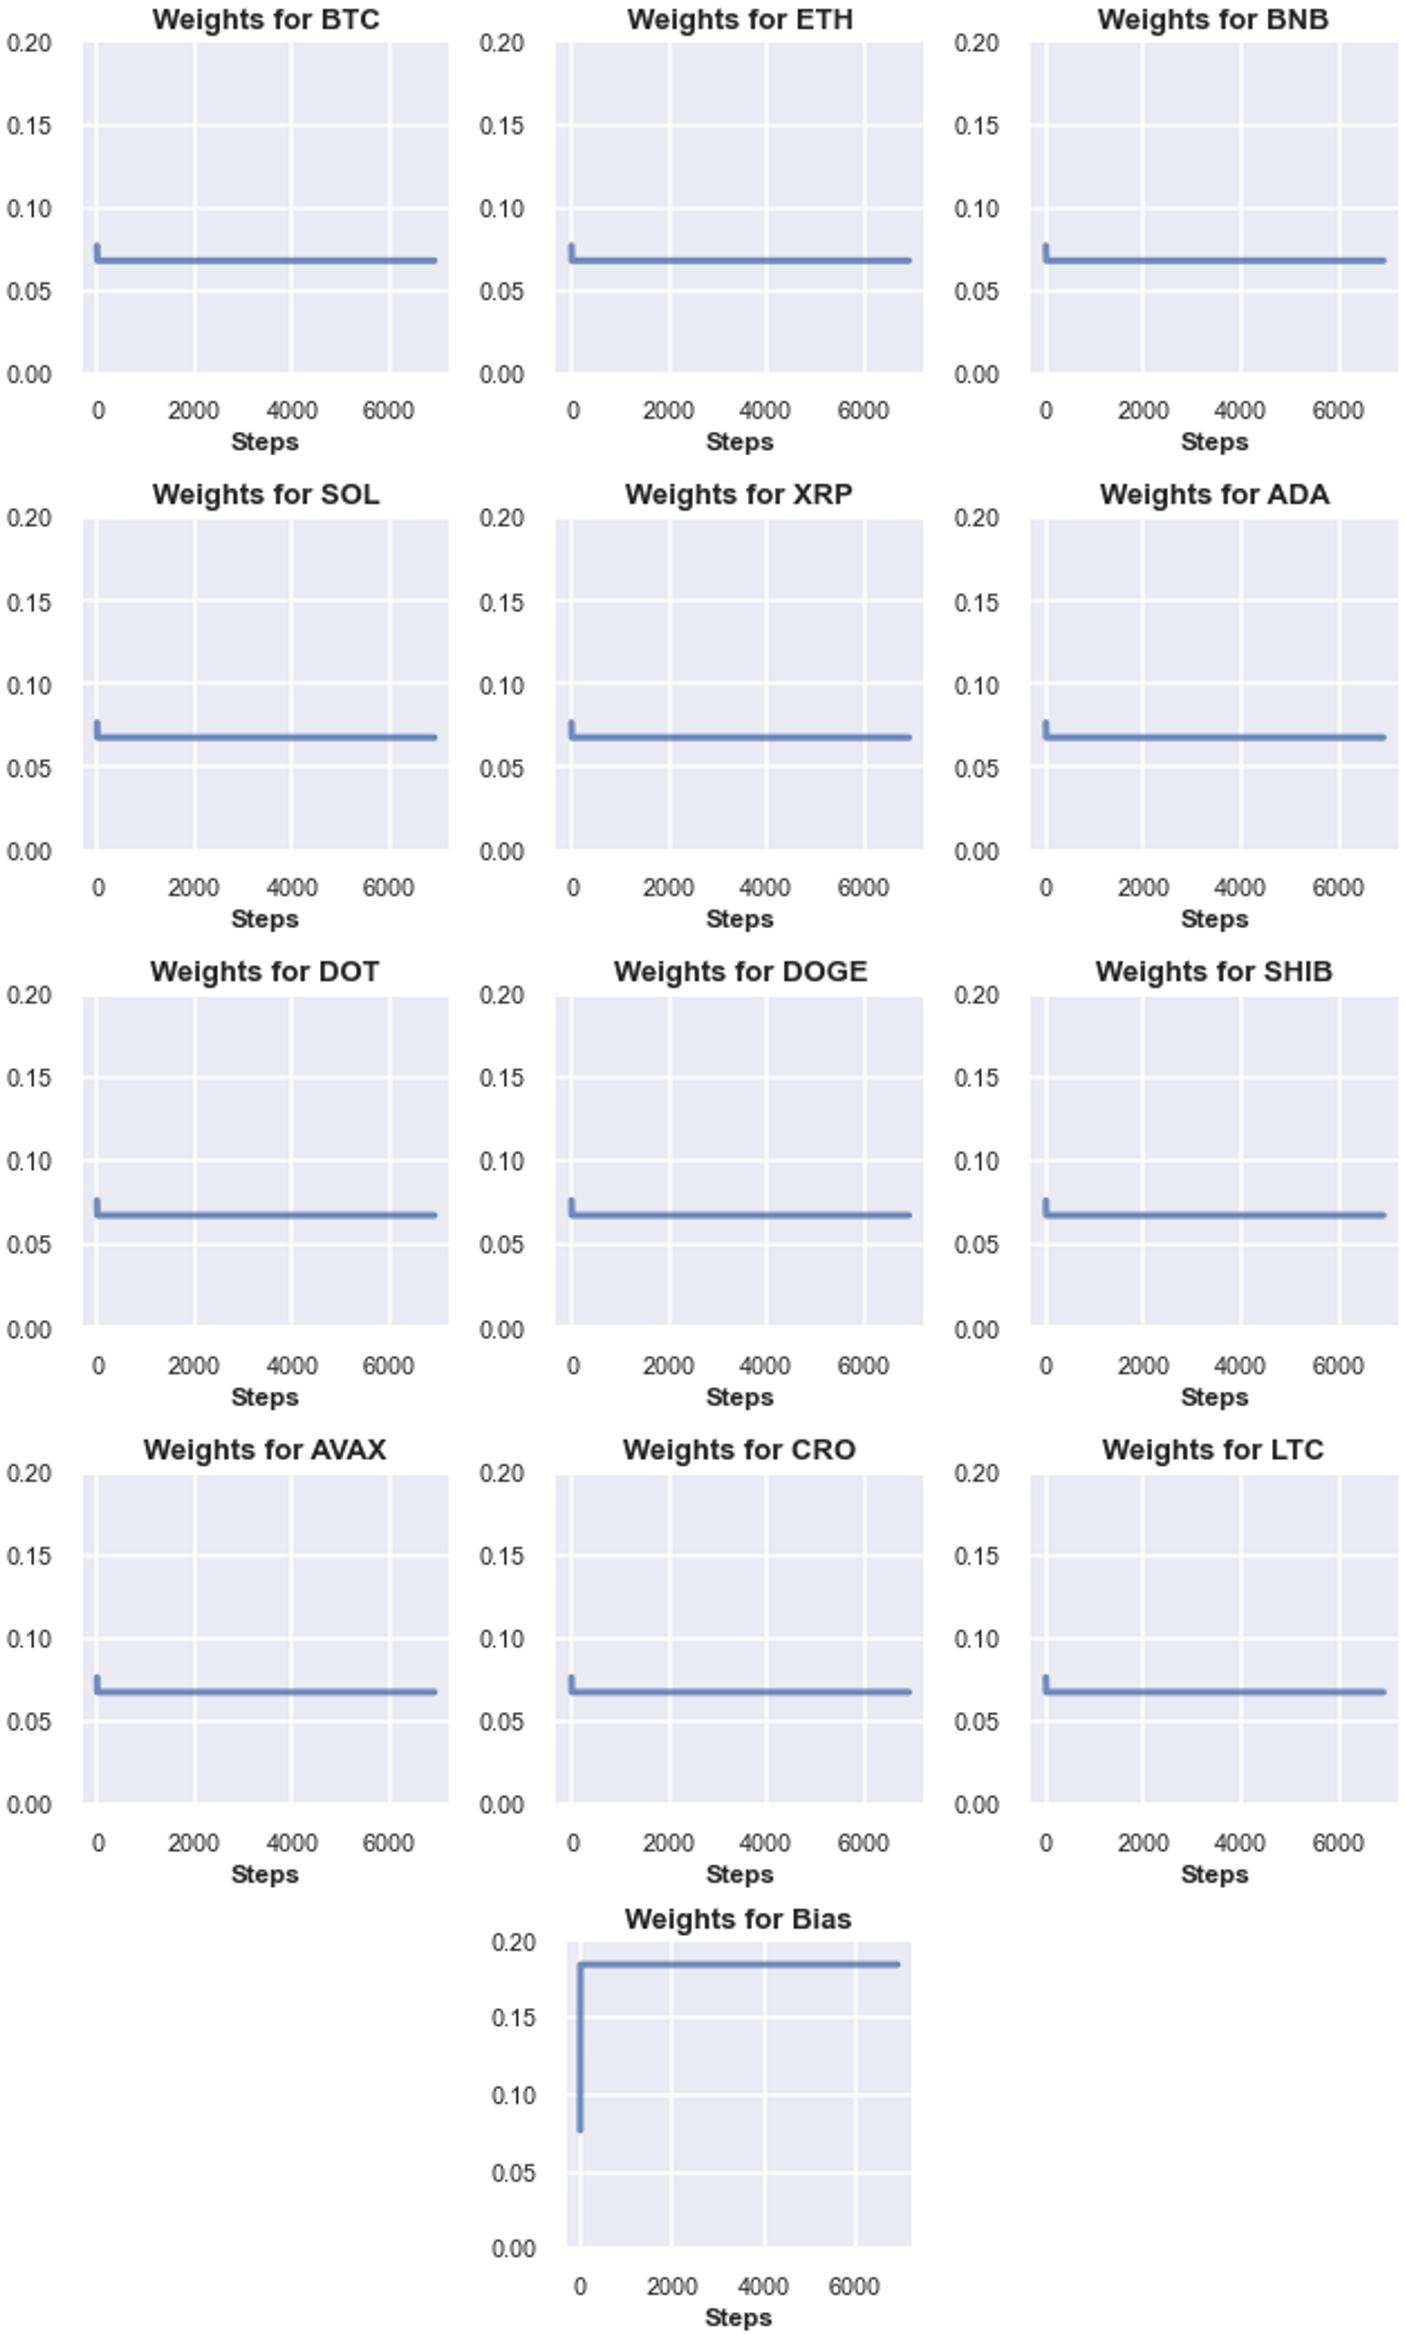 Weights for BTC Weights for ETH Weights for BNB
0.20 0.20 0.20
0.15 0.15 0.15
0.10 0.10 0.10
0.05 0.05 0.05
0.00 0.00 0.00
0 2000 4000 6000 0 2000 4000 6000 0 2000 4000 6000
Steps Steps Steps
Weights for SOL Weights for XRP Weights for ADA
0.20 0.20 0.20
0.15 0.15 0.15
0.10 0.10 0.10
0.05 0.05 0.05
0.00 0.00 0.00
0 2000 4000 6000 0 2000 4000 6000 0 2000 4000 6000
Steps Steps Steps
Weights for DOT Weights for DOGE Weights for SHIB
0.20 0.20 0.20
0.15 0.15 0.15
0.10 0.10 0.10
0.05 0.05 0.05
0.00 0.00 0.00
0 2000 4000 6000 0 2000 4000 6000 0 2000 4000 6000
Steps Steps Steps
Weights for AVAX Weights for CRO Weights for LTC
0.20 0.20 0.20
0.15 0.15 0.15
0.10 0.10 0.10
0.05 0.05 0.05
0.00 0.00 0.00
0 2000 4000 6000 0 2000 4000 6000 0 2000 4000 6000
Steps Steps Steps
Weights for Bias
0.20
0.15
0.10
0.05
0.00
0 2000 4000 6000
Steps